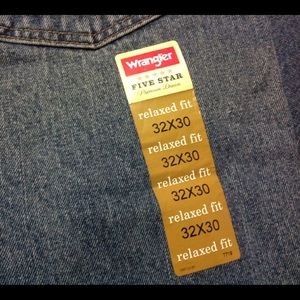 Wrangler
FIVE STAR
Premium Denim
relaxed fit
32X30
relaxed fit
32X30
relaxed fit
32X30
relaxed fit
32X30
relaxed fit